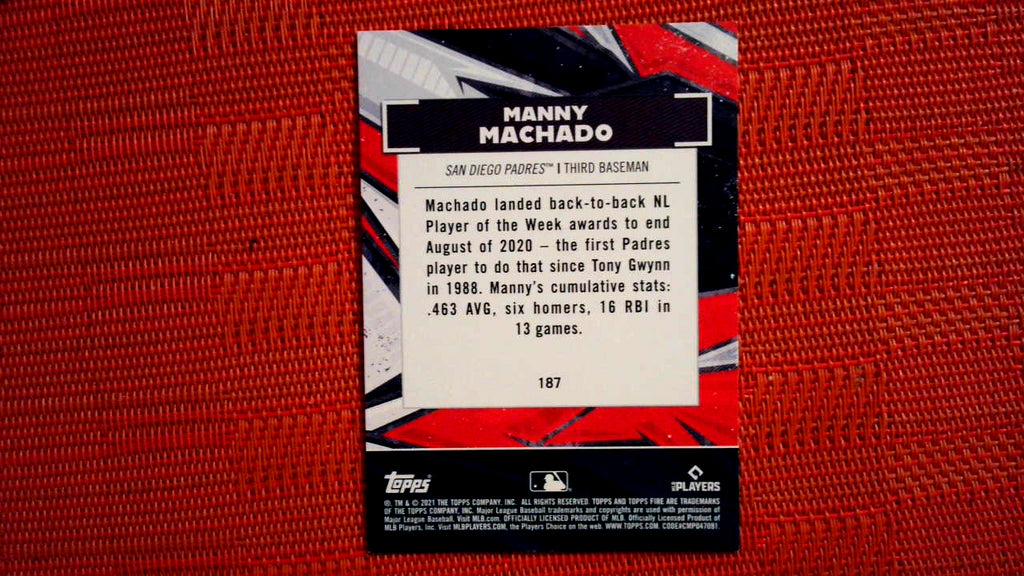 MANNY
MACHADO
SAN DIEGO PADRES™ | THIRD BASEMAN
Machado landed back-to-back NL
Player of the Week awards to end
August of 2020 – the first Padres
player to do that since Tony Gwynn
in 1988. Manny's cumulative stats:
.463 AVG, six homers, 16 RBI in
13 games.
187
topps®
MLB PLAYERS
®, TM & © 2021 THE TOPPS COMPANY, INC. ALL RIGHTS RESERVED. TOPPS AND TOPPS FIRE ARE TRADEMARKS
OF THE TOPPS COMPANY, INC. Major League Baseball trademarks and copyrights are used with permission of
Major League Baseball. Visit MLB.com. OFFICIALLY LICENSED PRODUCT OF MLB. Officially Licensed Product of
MLB Players, Inc. Visit MLBPLAYERS.COM, the Players Choice on the web. WWW.TOPPS.COM. CODE#CMP047091